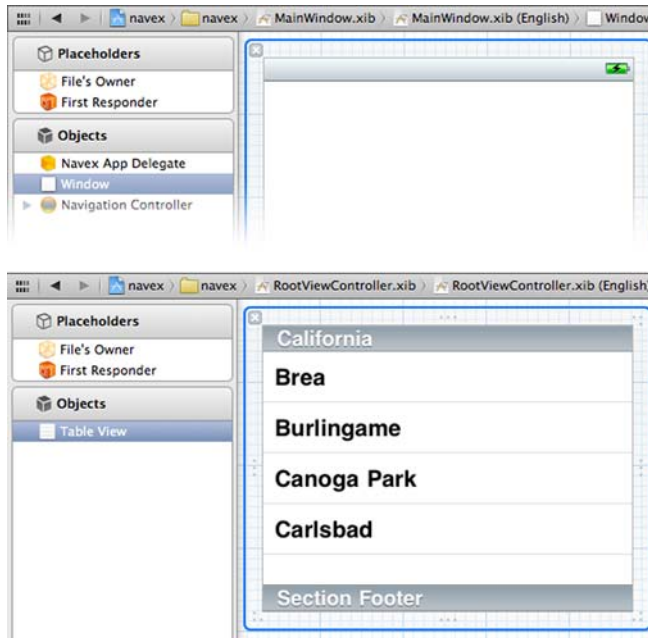 navex navex MainWindow.xib MainWindow.xib (English) Window
Placeholders
File's Owner
First Responder
Objects
Navex App Delegate
Window
Navigation Controller
navex navex RootViewController.xib RootViewController.xib (English)
Placeholders
File's Owner
First Responder
Objects
Table View
California
Brea
Burlingame
Canoga Park
Carlsbad
Section Footer